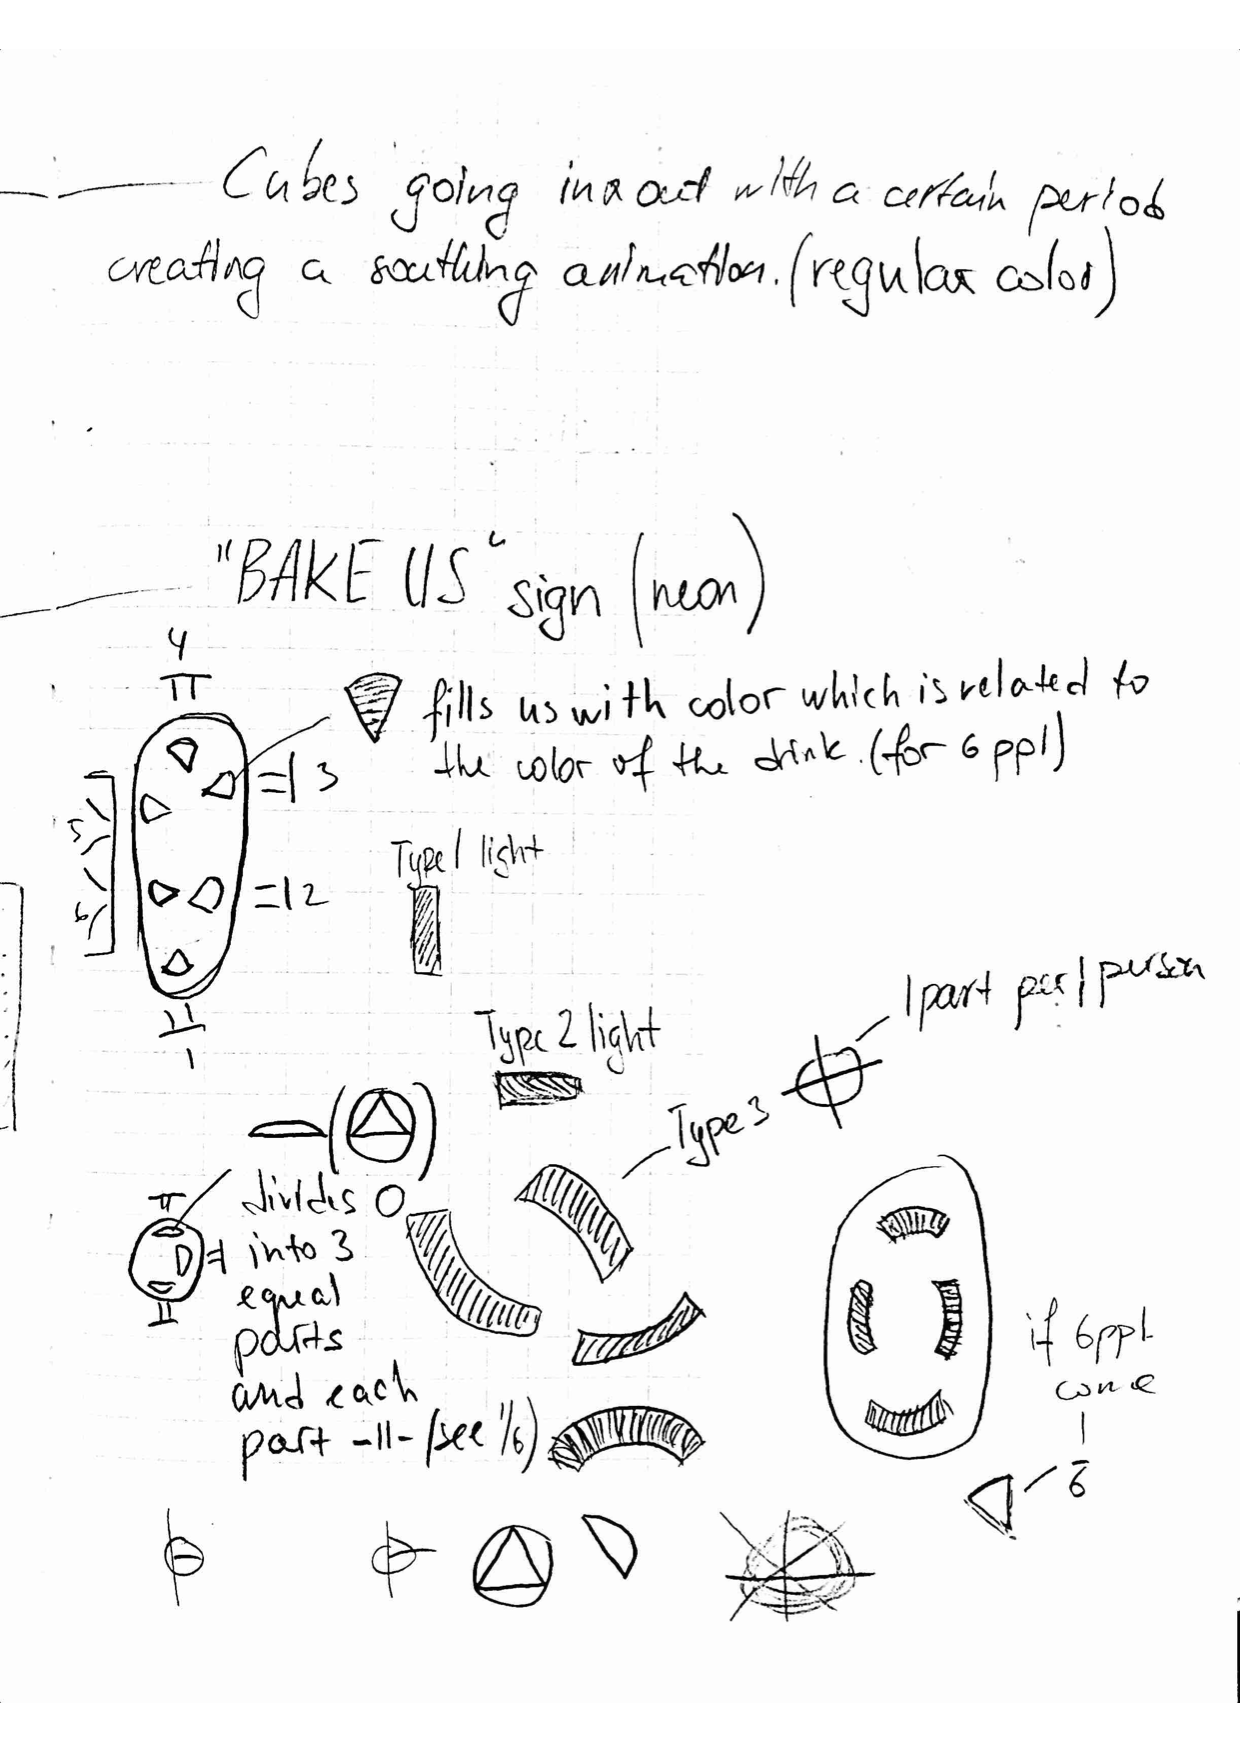 Cubes going in&out with a certain period
creating a soathing animation. (regular color)
"BAKE US" sign (neon)
4
fills us with color which is related to
the color of the drink. (for 6 ppl)
3
5
Type 1 light
2
6
1 part per 1 person
Type 2 light
1
Type 3
divides O
into 3
equal
parts
and each
part -11- (see 1/6)
if 6 ppl
come
6